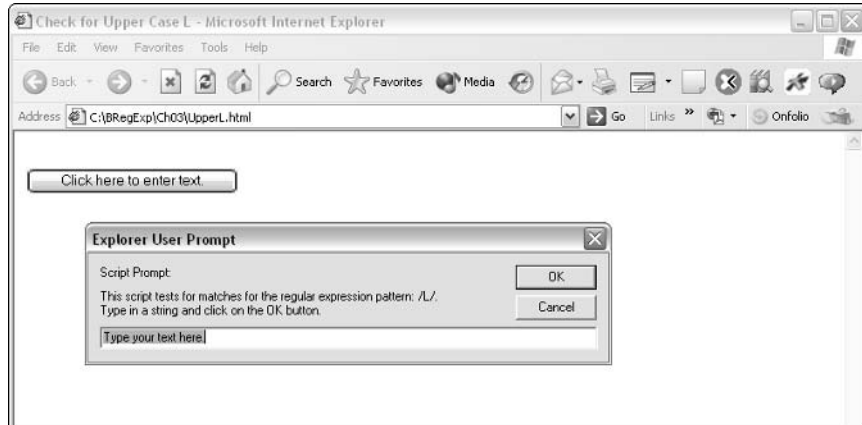 Check for Upper Case L - Microsoft Internet Explorer
File Edit View Favorites Tools Help
Back Search Favorites Media
Address C:\BRegExp\Ch03\UpperL.html Go Links » Onfolio
Click here to enter text.
Explorer User Prompt
Script Prompt:
OK
This script tests for matches for the regular expression pattern: /L/.
Type in a string and click on the OK button.
Cancel
Type your text here.